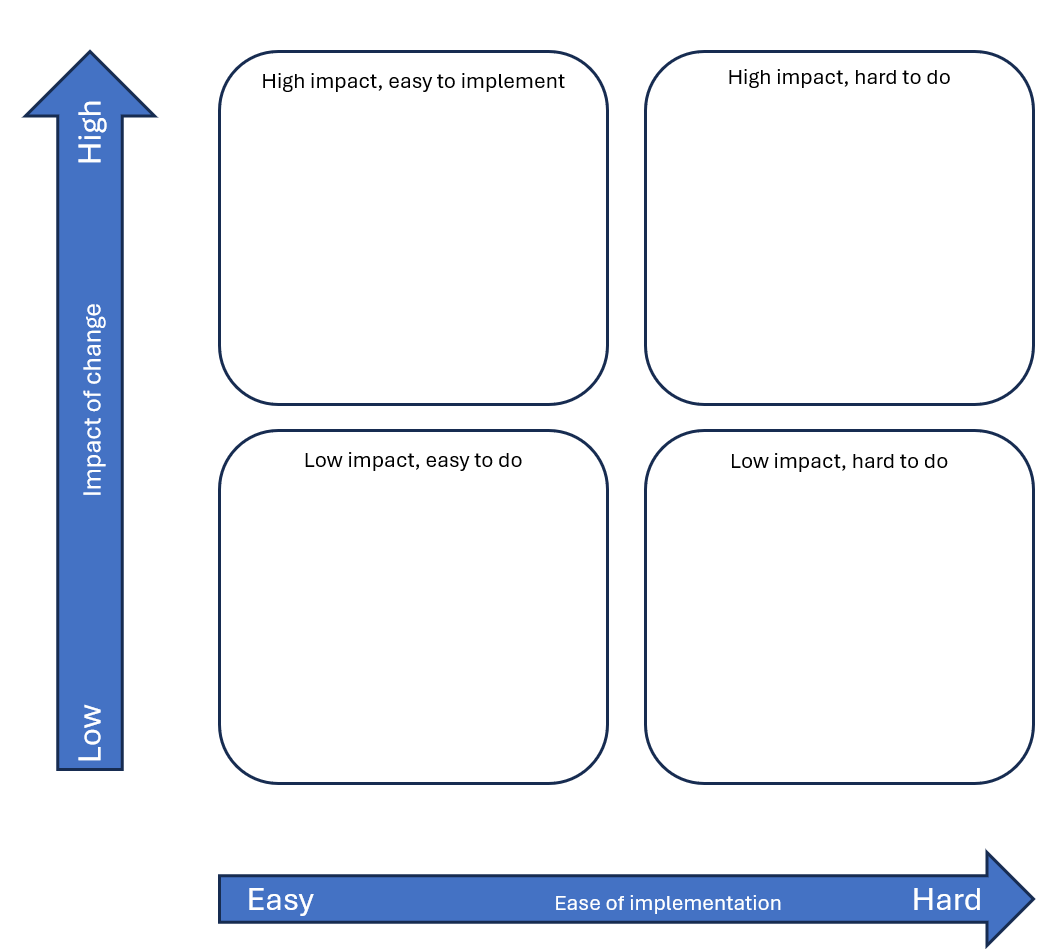 High impact, easy to implement
High impact, hard to do
High
Impact of change
Low
Low impact, easy to do
Low impact, hard to do
Easy
Ease of implementation
Hard